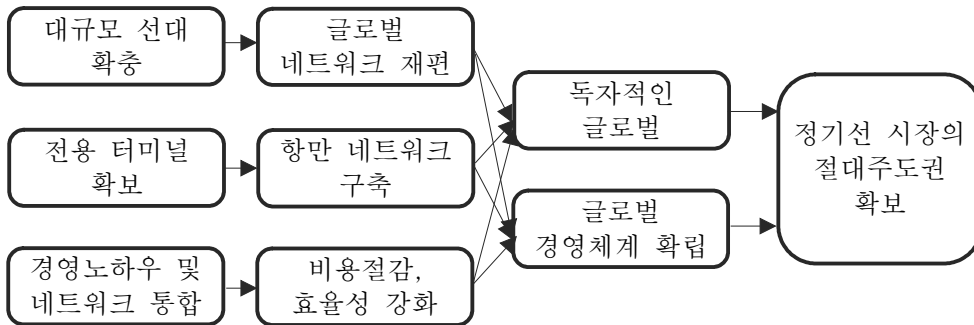 대규모 선대
확충
글로벌
네트워크 재편
전용 터미널
확보
항만 네트워크
구축
경영노하우 및
네트워크 통합
비용절감,
효율성 강화
독자적인
글로벌
글로벌
경영체계 확립
정기선 시장의
절대주도권
확보